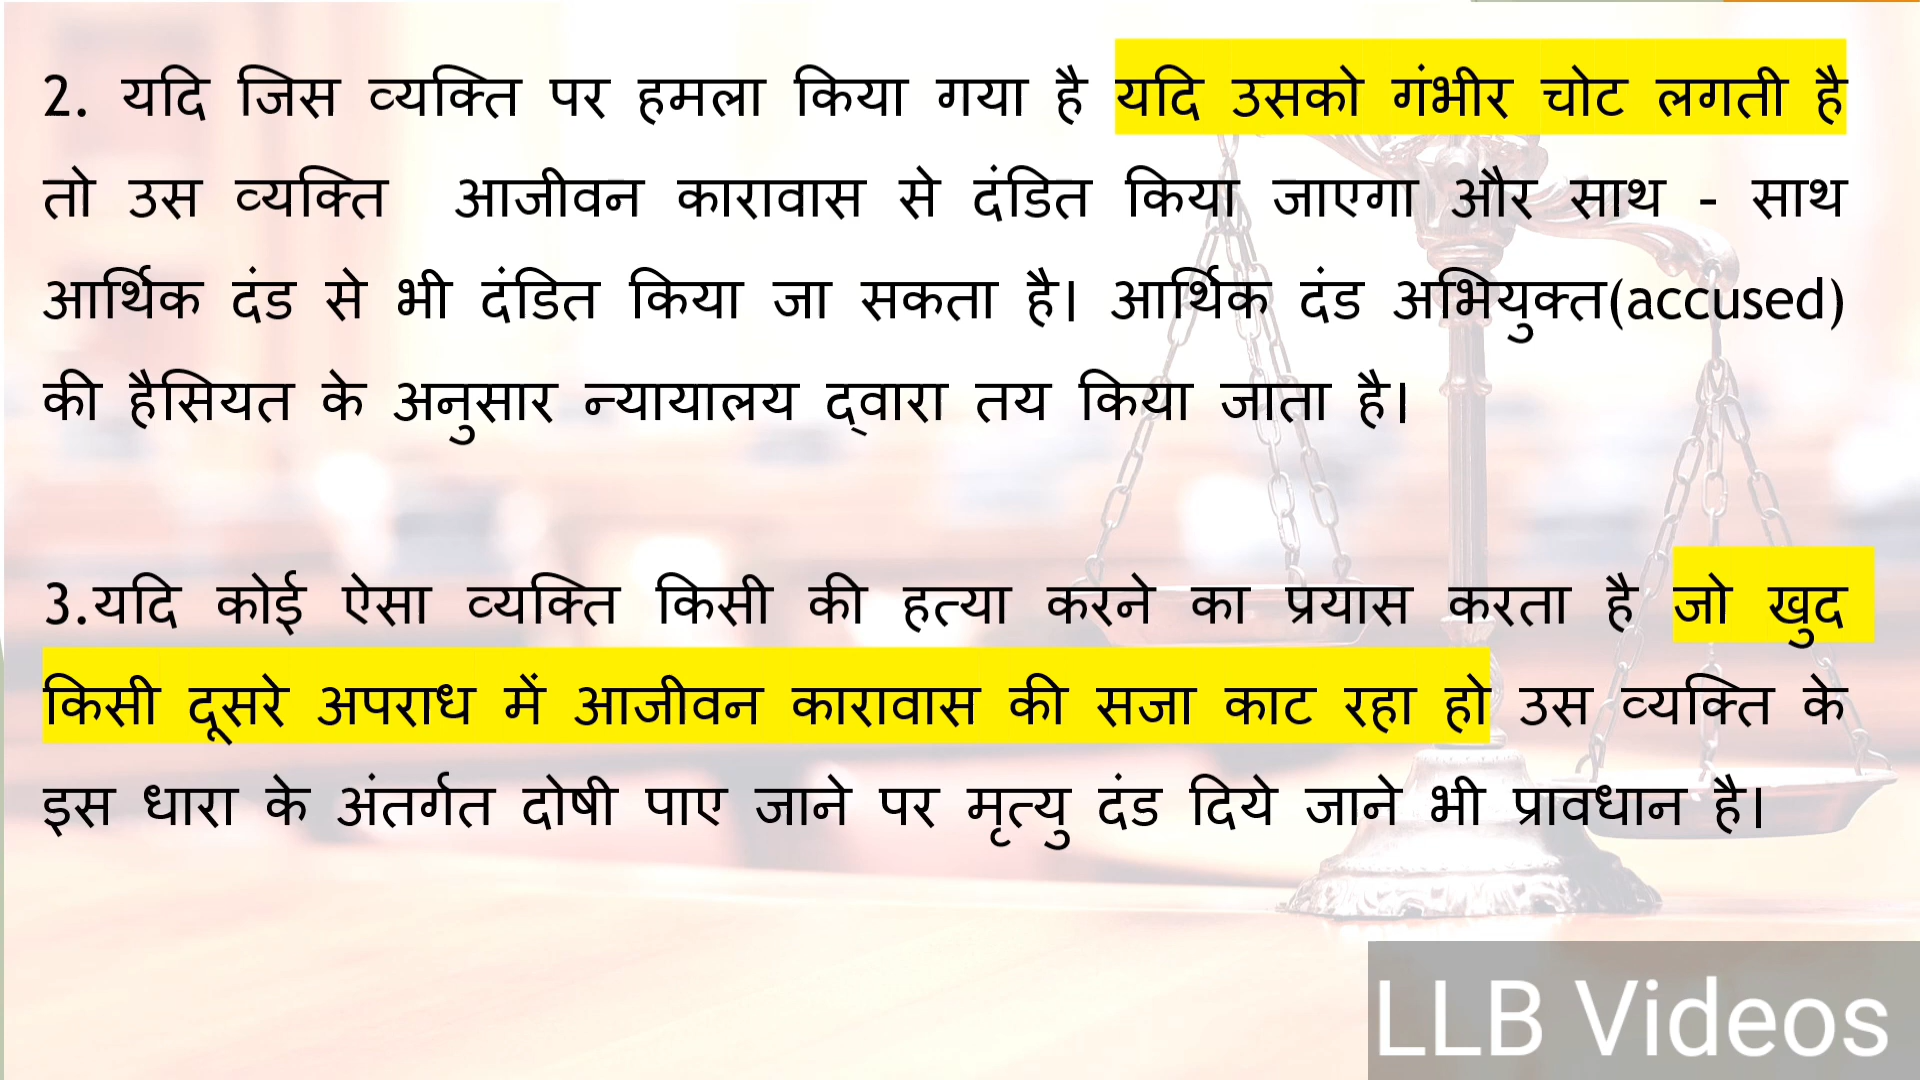 2. यदि जिस व्यक्ति पर हमला किया गया है यदि उसको गंभीर चोट लगती है
तो उस व्यक्ति आजीवन कारावास से दंडित किया जाएगा और साथ - साथ
आर्थिक दंड से भी दंडित किया जा सकता है। आर्थिक दंड अभियुक्त(accused)
की हैसियत के अनुसार न्यायालय द्वारा तय किया जाता है।
3.यदि कोई ऐसा व्यक्ति किसी की हत्या करने का प्रयास करता है जो खुद
किसी दूसरे अपराध में आजीवन कारावास की सजा काट रहा हो उस व्यक्ति के
इस धारा के अंतर्गत दोषी पाए जाने पर मृत्यु दंड दिये जाने भी प्रावधान है।
LLB Videos